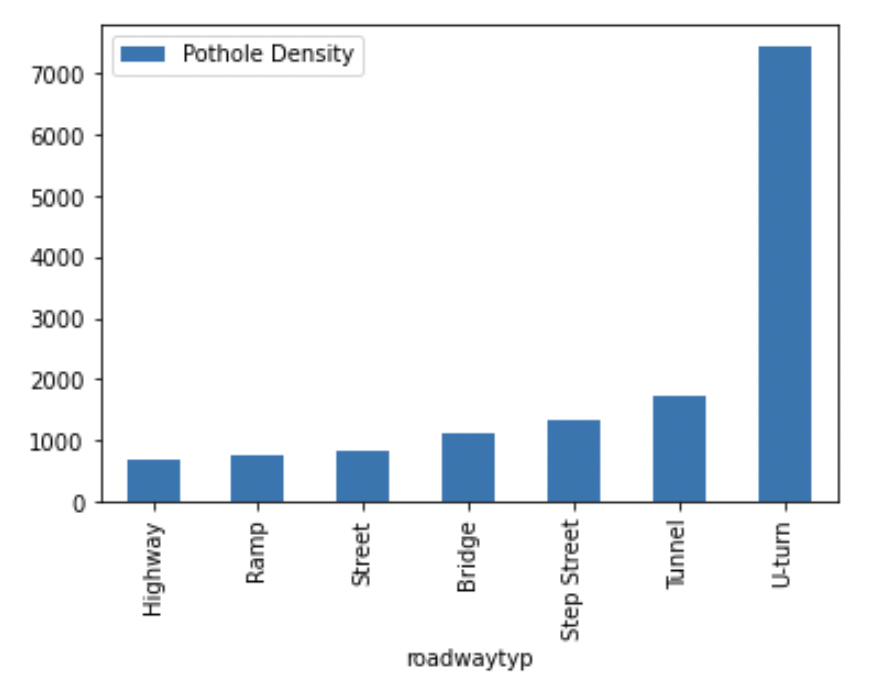 Pothole Density
7000
6000
5000
4000
3000
2000
1000
0
Highway
Ramp
Street
Bridge
Step Street
Tunnel
U-turn
roadwaytyp